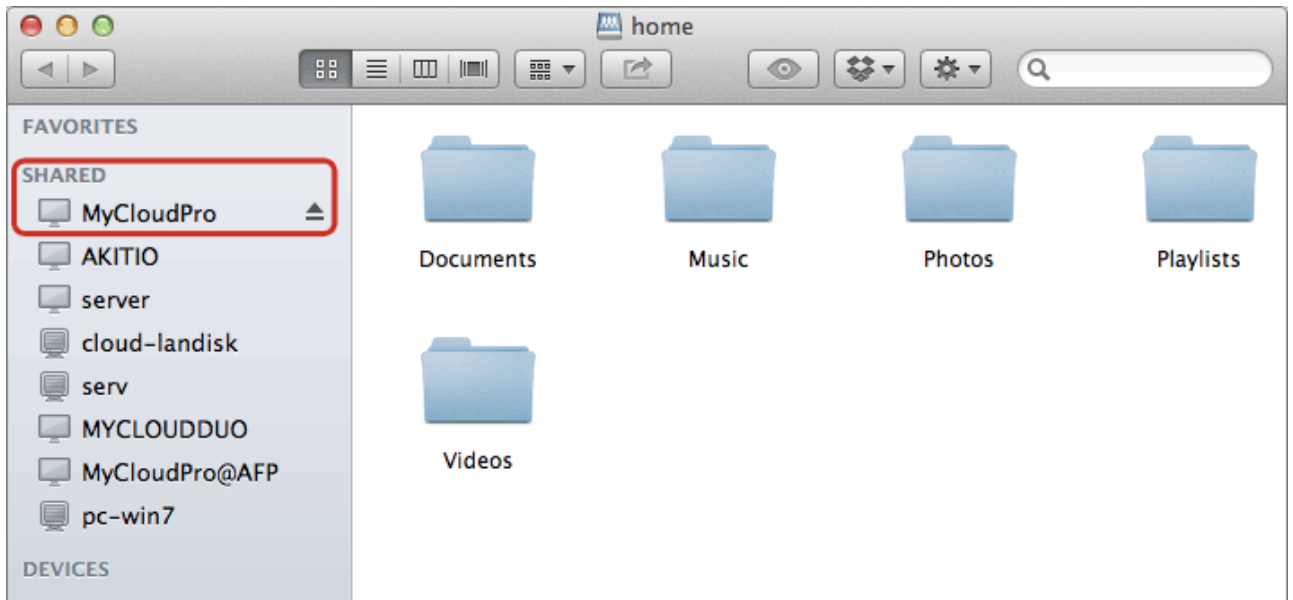 home
FAVORITES
SHARED
MyCloudPro
AKITIO
server
cloud-landisk
serv
MYCLOUDDUO
MyCloudPro@AFP
pc-win7
DEVICES
Documents Music Photos Playlists
Videos